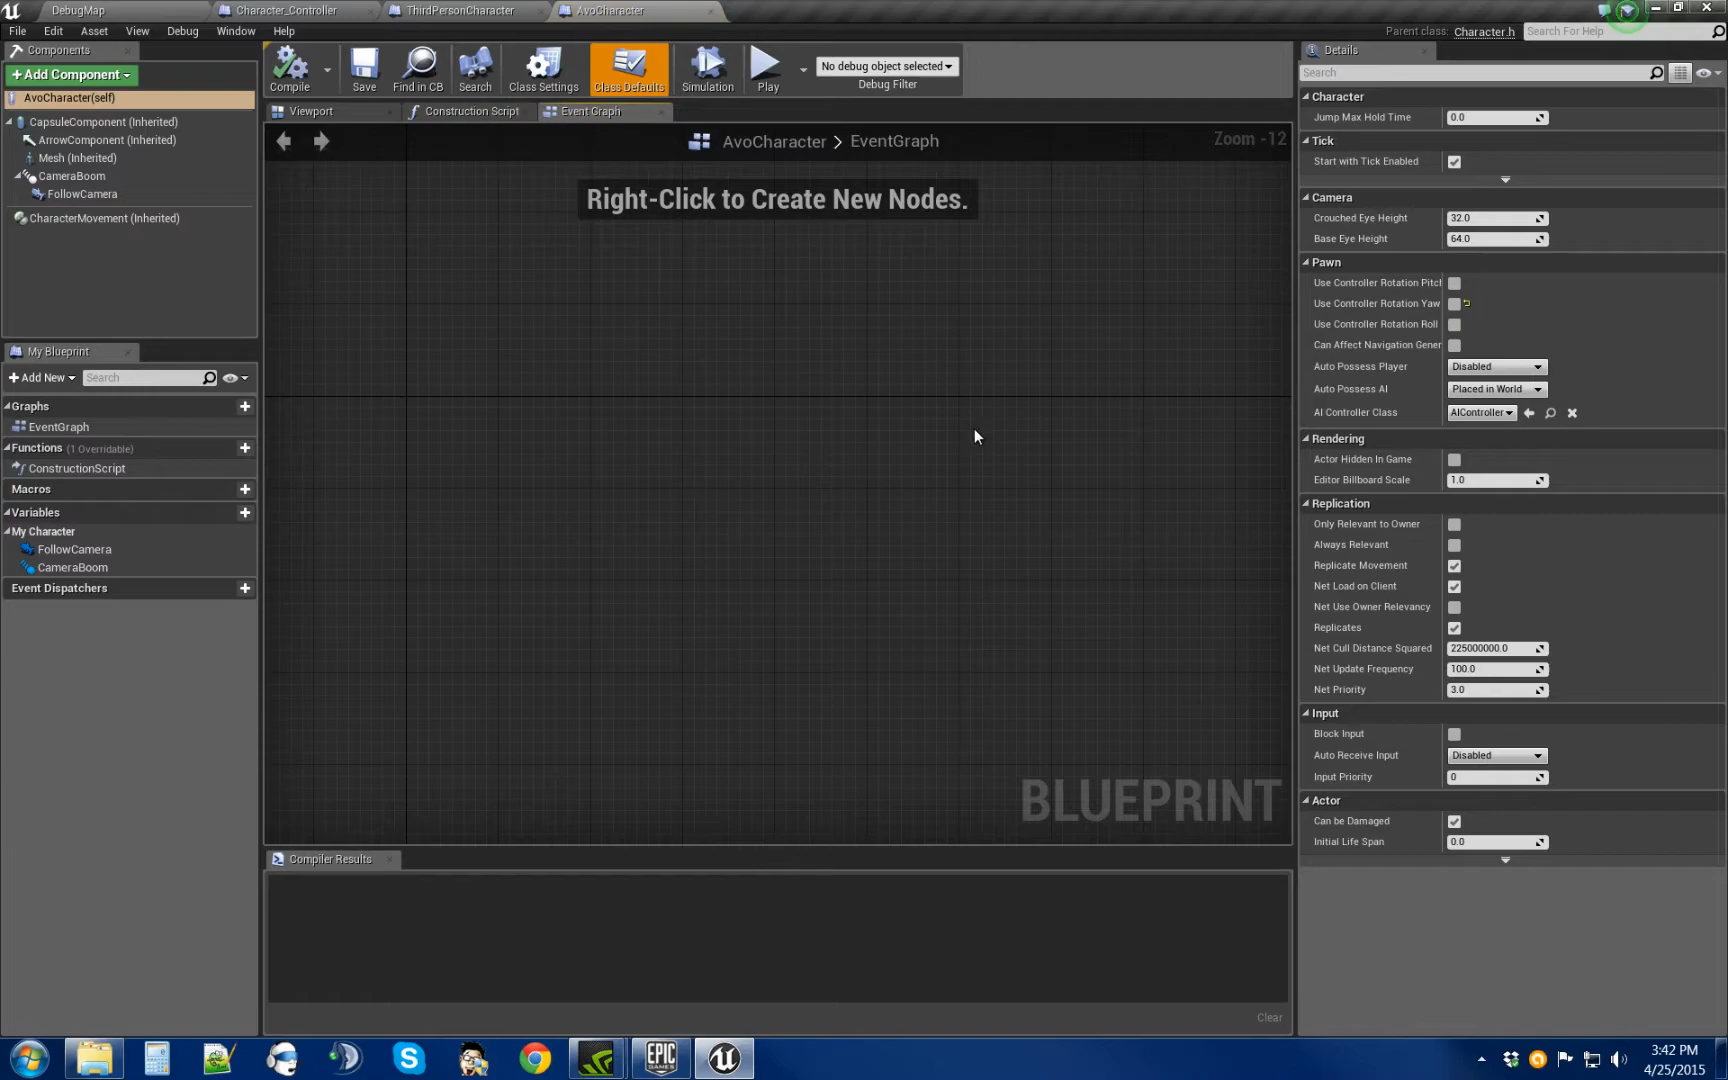 DebugMap
Character_Controller
ThirdPersonCharacter
AvoCharacter
File Edit Asset View Debug Window Help
Parent class: Character.h
Search For Help
Components
+ Add Component
AvoCharacter(self)
CapsuleComponent (Inherited)
ArrowComponent (Inherited)
Mesh (Inherited)
CameraBoom
FollowCamera
CharacterMovement (Inherited)
My Blueprint
+ Add New
Search
Graphs
EventGraph
Functions (1 Overridable)
ConstructionScript
Macros
Variables
My Character
FollowCamera
CameraBoom
Event Dispatchers
Compile
Save
Find in CB
Search
Class Settings
Class Defaults
Simulation
Play
No debug object selected
Debug Filter
Viewport
Construction Script
Event Graph
AvoCharacter > EventGraph
Zoom -12
Right-Click to Create New Nodes.
BLUEPRINT
Compiler Results
Clear
Details
Search
Character
Jump Max Hold Time 0.0
Tick
Start with Tick Enabled
Camera
Crouched Eye Height 32.0
Base Eye Height 64.0
Pawn
Use Controller Rotation Pitch
Use Controller Rotation Yaw
Use Controller Rotation Roll
Can Affect Navigation Gener
Auto Possess Player Disabled
Auto Possess AI Placed in World
AI Controller Class AIController
Rendering
Actor Hidden In Game
Editor Billboard Scale 1.0
Replication
Only Relevant to Owner
Always Relevant
Replicate Movement
Net Load on Client
Net Use Owner Relevancy
Replicates
Net Cull Distance Squared 225000000.0
Net Update Frequency 100.0
Net Priority 3.0
Input
Block Input
Auto Receive Input Disabled
Input Priority 0
Actor
Can be Damaged
Initial Life Span 0.0
EPIC
GAMES
3:42 PM
4/25/2015